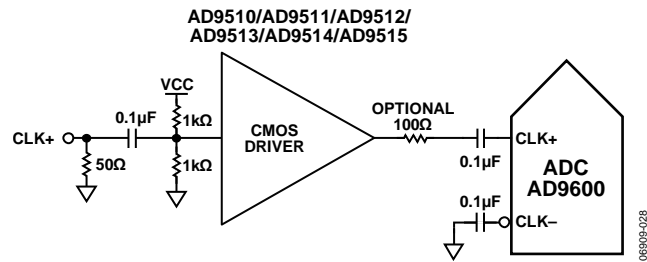 AD9510/AD9511/AD9512/
AD9513/AD9514/AD9515
VCC
0.1µF
1kΩ
CLK+
50Ω
1kΩ
CMOS
DRIVER
OPTIONAL
100Ω
0.1µF
CLK+
ADC
AD9600
0.1µF
CLK–
06909-028